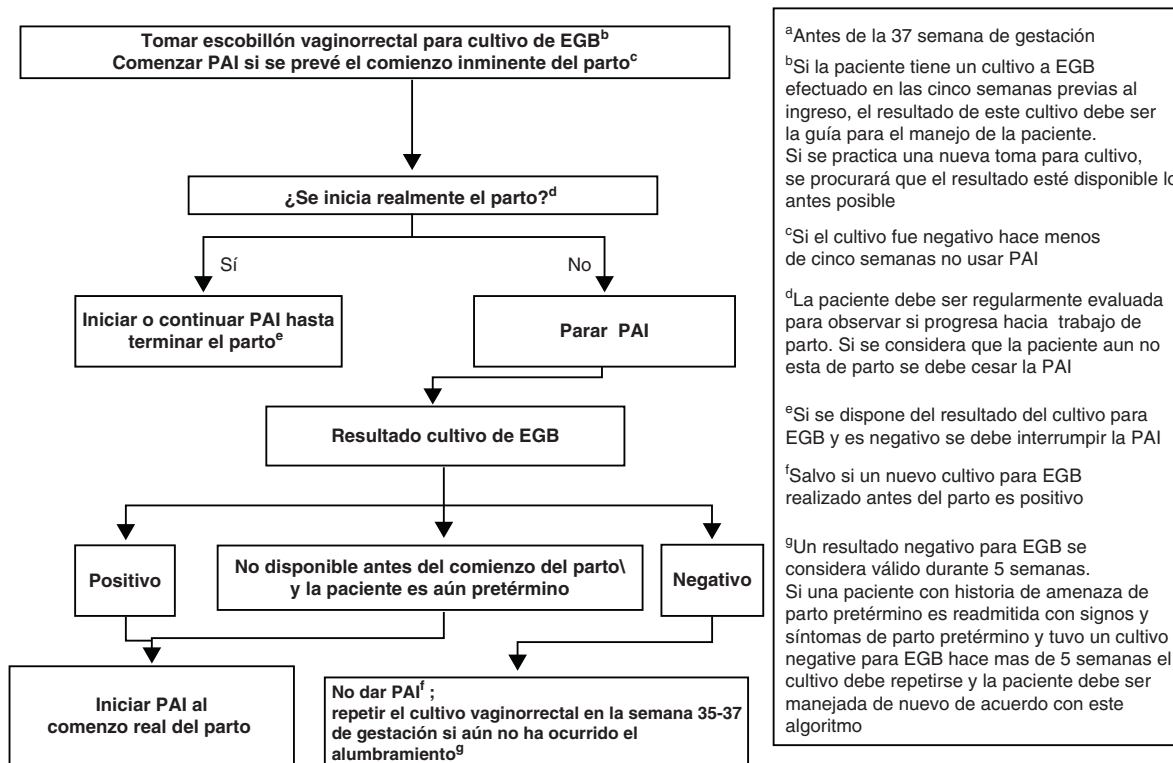 Tomar escobillón vaginorrectal para cultivo de EGBb
Comenzar PAI si se prevé el comienzo inminente del partoc
¿Se inicia realmente el parto?d
Sí
No
Iniciar o continuar PAI hasta
terminar el partoe
Parar PAI
Resultado cultivo de EGB
Positivo
No disponible antes del comienzo del parto\
y la paciente es aún pretérmino
Negativo
Iniciar PAI al
comenzo real del parto
No dar PAIf ;
repetir el cultivo vaginorrectal en la semana 35-37
de gestación si aún no ha ocurrido el
alumbramientog
aAntes de la 37 semana de gestación
bSi la paciente tiene un cultivo a EGB
efectuado en las cinco semanas previas al
ingreso, el resultado de este cultivo debe ser
la guía para el manejo de la paciente.
Si se practica una nueva toma para cultivo,
se procurará que el resultado esté disponible lo
antes posible
cSi el cultivo fue negativo hace menos
de cinco semanas no usar PAI
dLa paciente debe ser regularmente evaluada
para observar si progresa hacia trabajo de
parto. Si se considera que la paciente aun no
esta de parto se debe cesar la PAI
eSi se dispone del resultado del cultivo para
EGB y es negativo se debe interrumpir la PAI
fSalvo si un nuevo cultivo para EGB
realizado antes del parto es positivo
gUn resultado negativo para EGB se
considera válido durante 5 semanas.
Si una paciente con historia de amenaza de
parto pretérmino es readmitida con signos y
síntomas de parto pretérmino y tuvo un cultivo
negative para EGB hace mas de 5 semanas el
cultivo debe repetirse y la paciente debe ser
manejada de nuevo de acuerdo con este
algoritmo